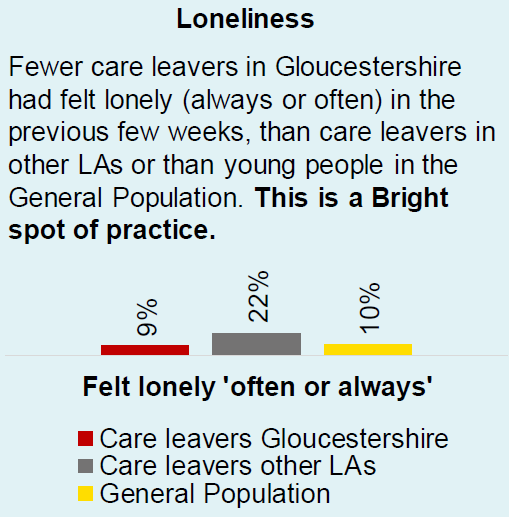 Loneliness
Fewer care leavers in Gloucestershire
had felt lonely (always or often) in the
previous few weeks, than care leavers in
other LAs or than young people in the
General Population. This is a Bright
spot of practice.
9%
22%
10%
Felt lonely 'often or always'
Care leavers Gloucestershire
Care leavers other LAs
General Population